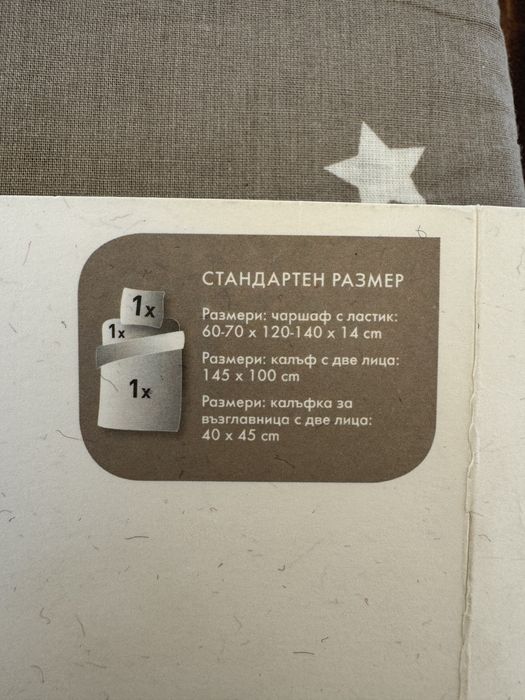 СТАНДАРТЕН РАЗМЕР
1x
1x
1x
Размери: чаршаф с ластик:
60-70 x 120-140 x 14 cm
Размери: калъф с две лица:
145 x 100 cm
Размери: калъфка за
възглавница с две лица:
40 x 45 cm